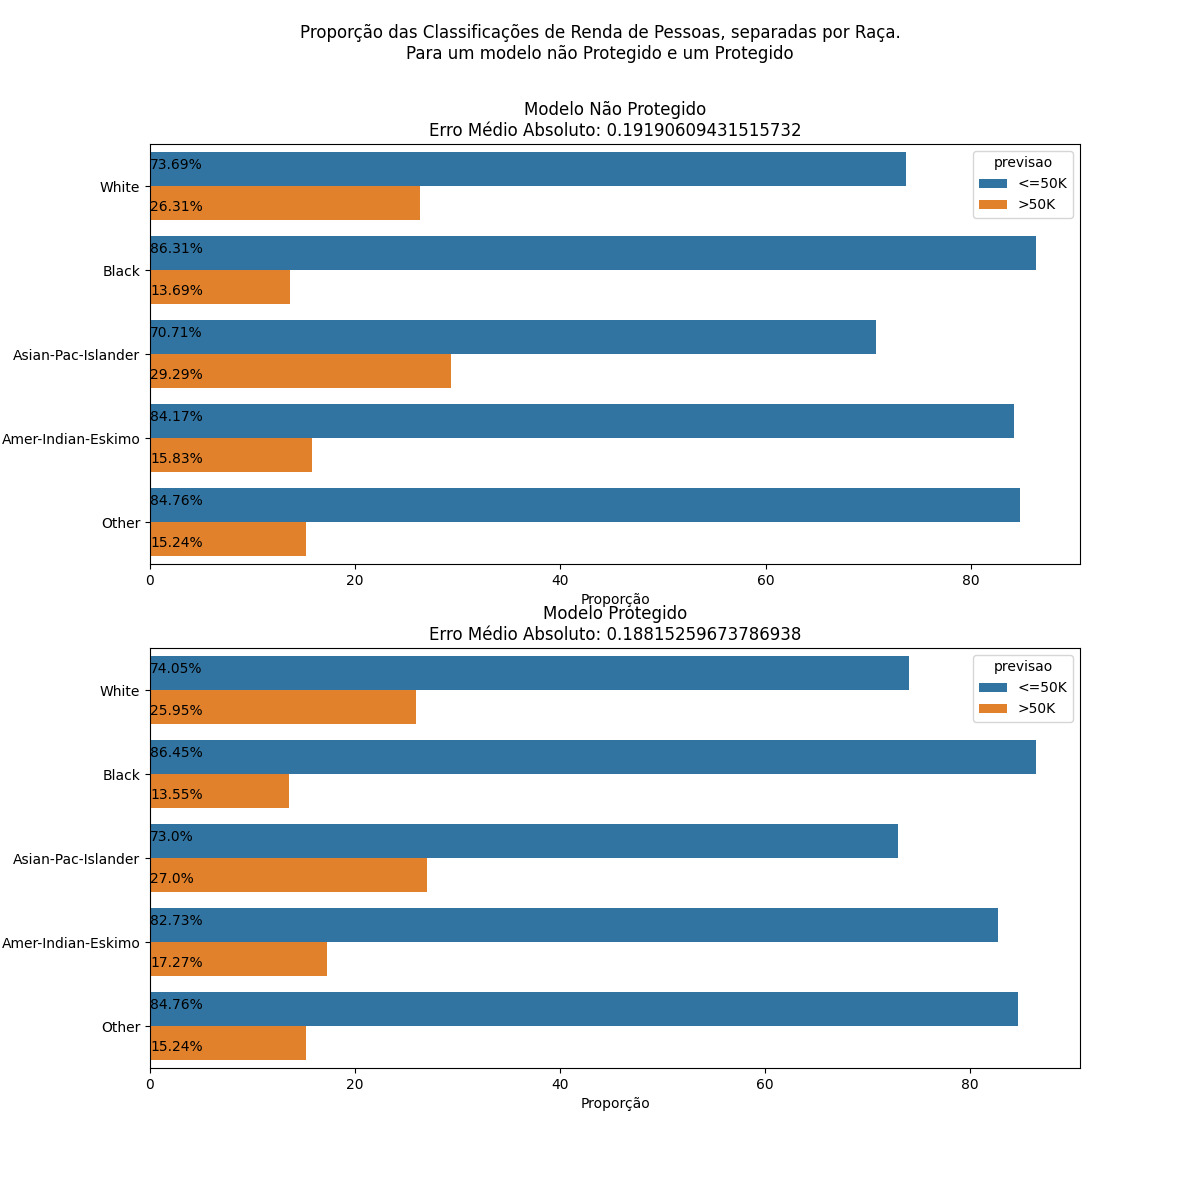 Proporção das Classificações de Renda de Pessoas, separadas por Raça.
Para um modelo não Protegido e um Protegido
Modelo Não Protegido
Erro Médio Absoluto: 0.19190609431515732
previsao
<=50K
>50K
White
73.69%
26.31%
Black
86.31%
13.69%
Asian-Pac-Islander
70.71%
29.29%
Amer-Indian-Eskimo
84.17%
15.83%
Other
84.76%
15.24%
0 20 40 60 80
Proporção
Modelo Protegido
Erro Médio Absoluto: 0.18815259673786938
previsao
<=50K
>50K
White
74.05%
25.95%
Black
86.45%
13.55%
Asian-Pac-Islander
73.0%
27.0%
Amer-Indian-Eskimo
82.73%
17.27%
Other
84.76%
15.24%
0 20 40 60 80
Proporção